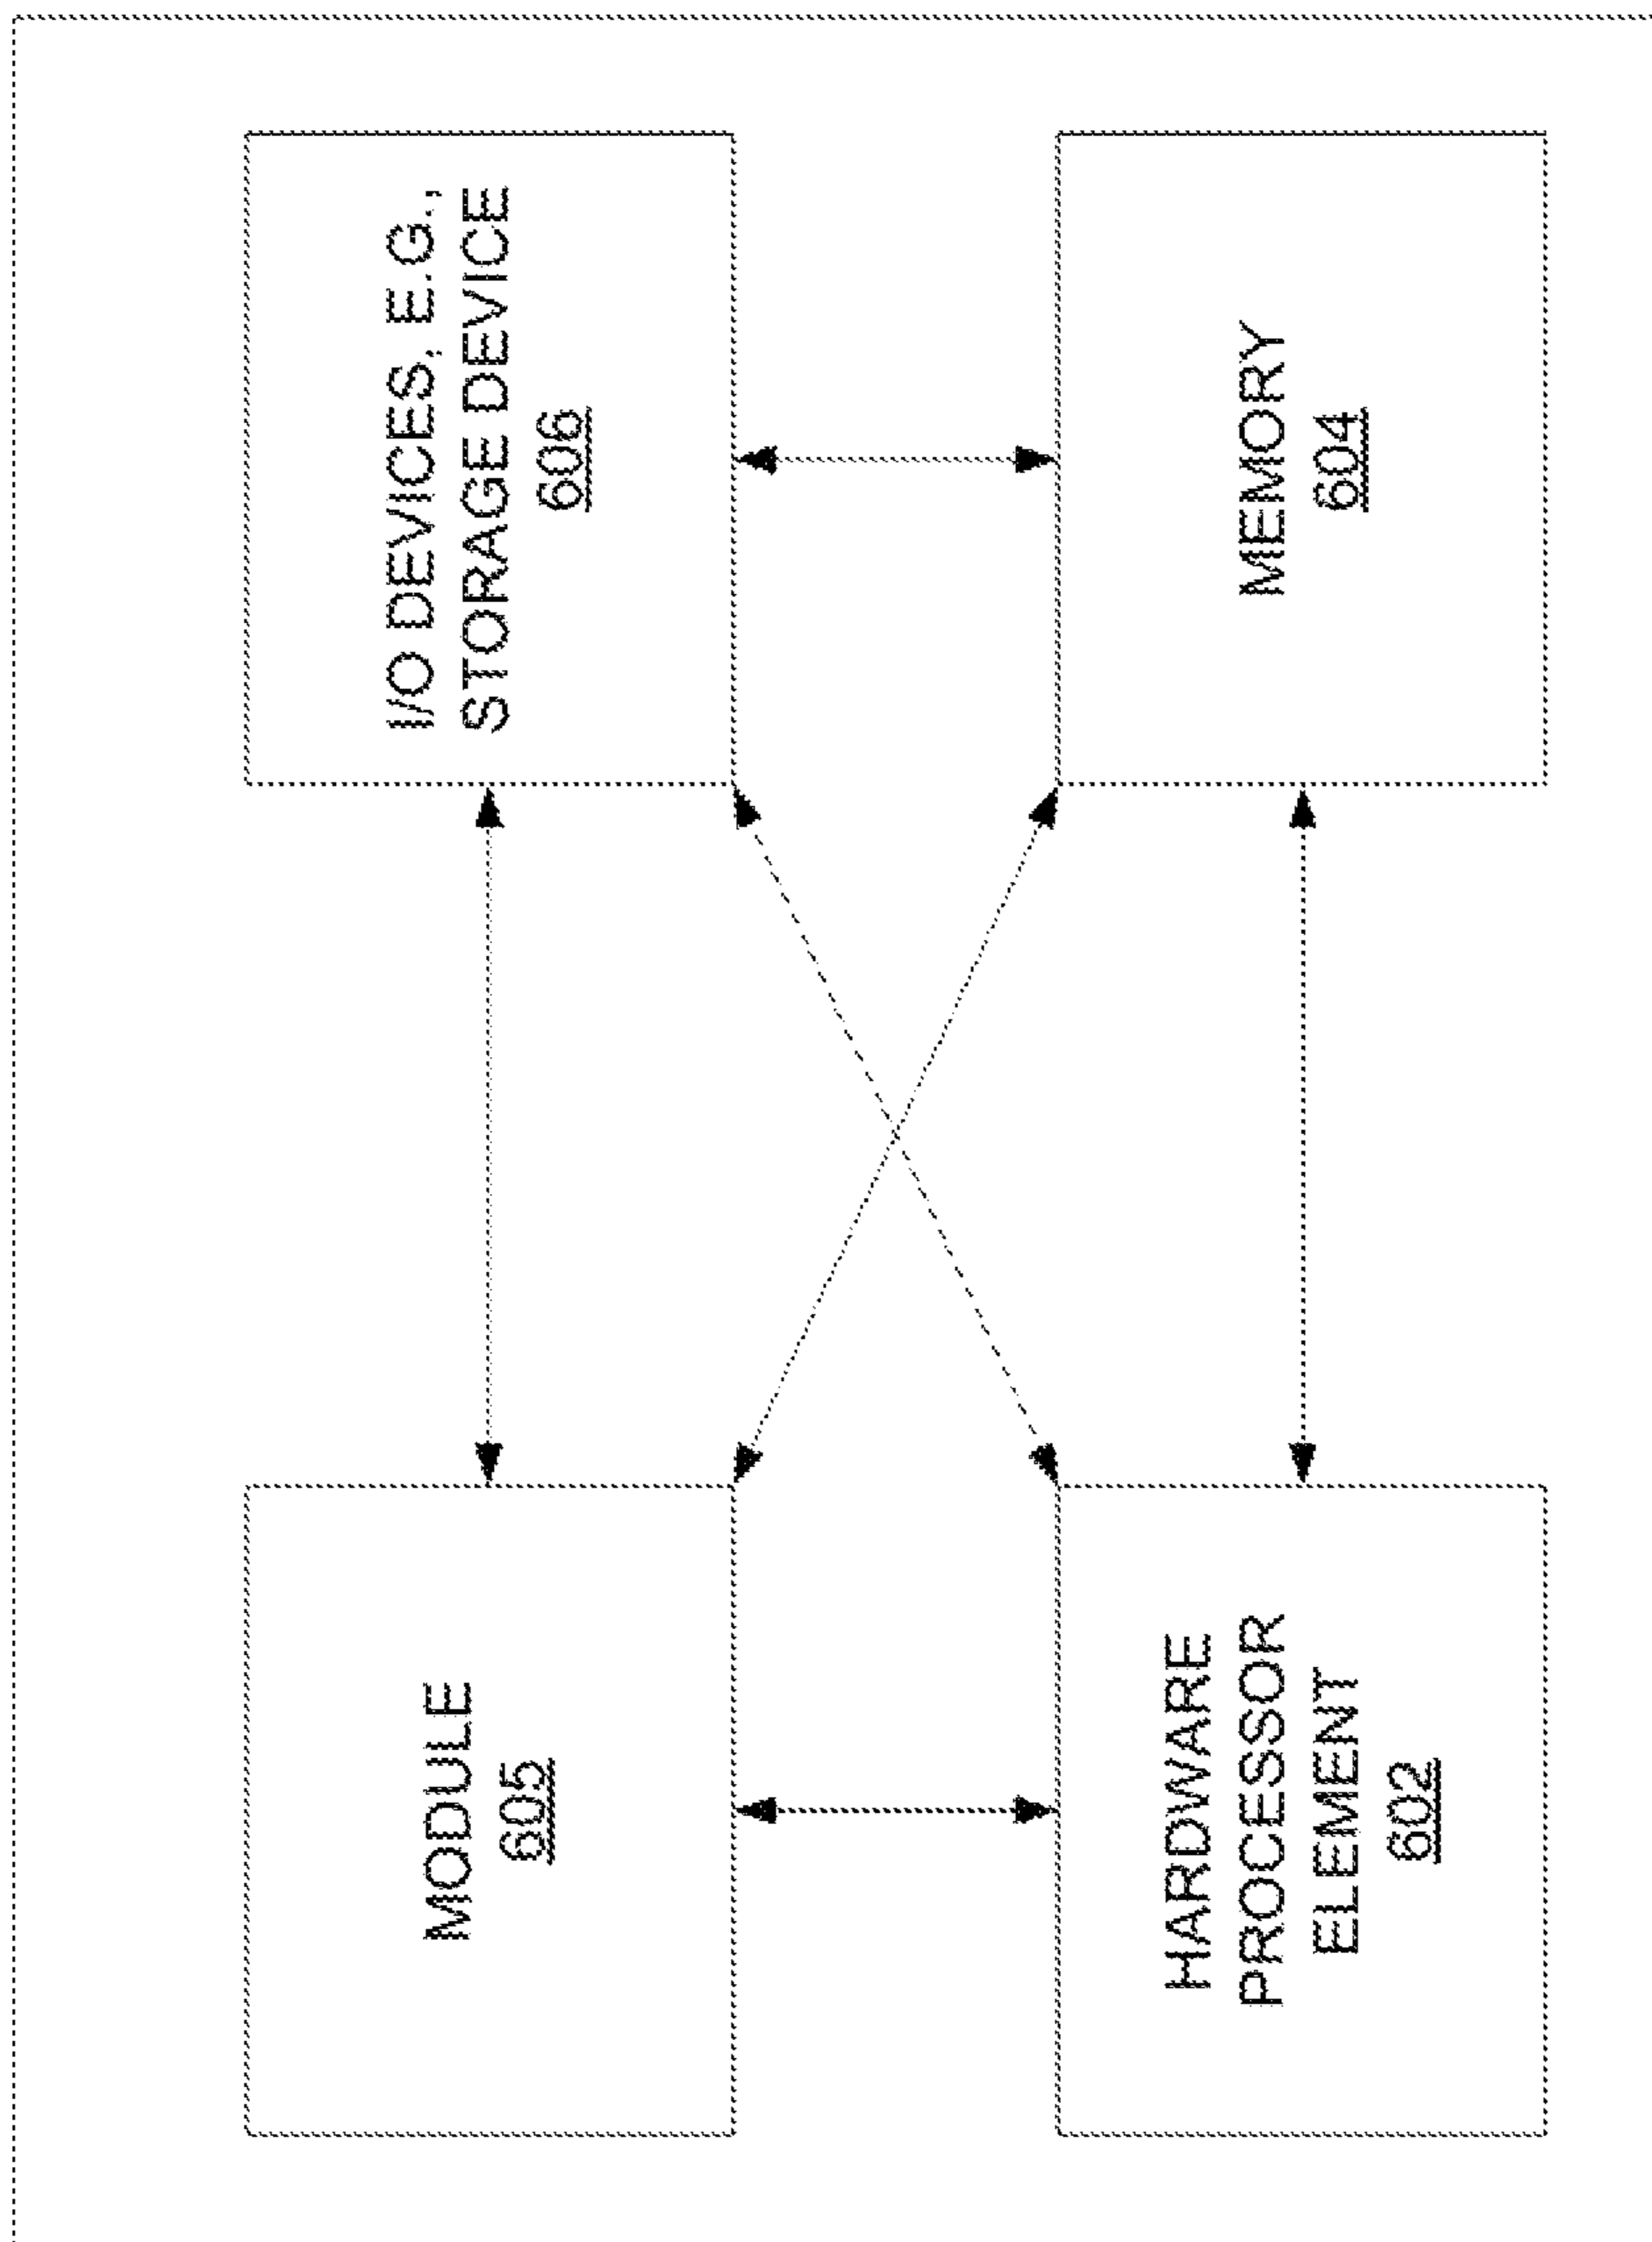 MODULE
605
I/O DEVICES, E.G.,
STORAGE DEVICE
606
HARDWARE
PROCESSOR
ELEMENT
602
MEMORY
604